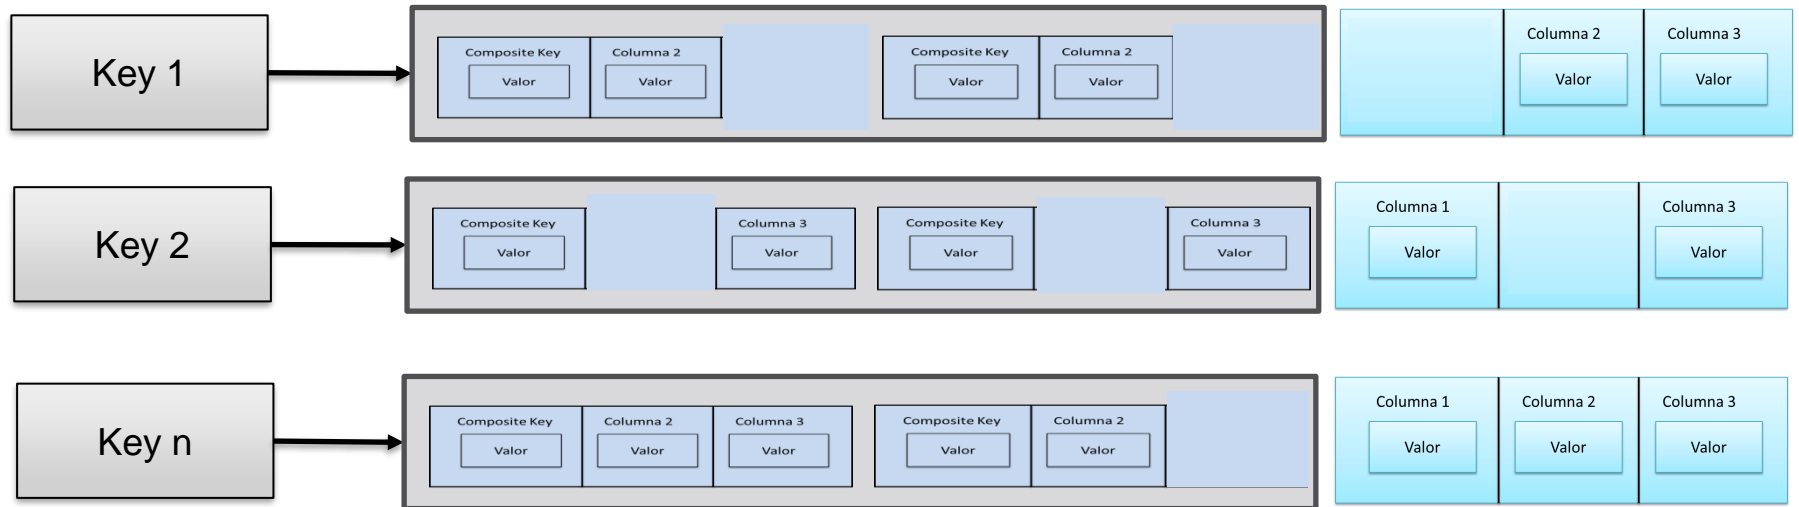 Key 1
Composite Key Columna 2 Composite Key Columna 2 Columna 2 Columna 3
Valor Valor Valor Valor Valor Valor
Key 2
Composite Key Columna 3 Composite Key Columna 3 Columna 1 Columna 3
Valor Valor Valor Valor Valor Valor
Key n
Composite Key Columna 2 Columna 3 Composite Key Columna 2 Columna 1 Columna 2 Columna 3
Valor Valor Valor Valor Valor Valor Valor Valor